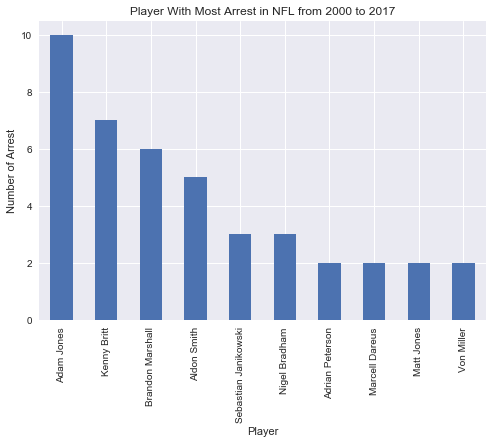 Player With Most Arrest in NFL from 2000 to 2017
Number of Arrest
10
8
6
4
2
0
Adam Jones
Kenny Britt
Brandon Marshall
Aldon Smith
Sebastian Janikowski
Nigel Bradham
Adrian Peterson
Marcell Dareus
Matt Jones
Von Miller
Player